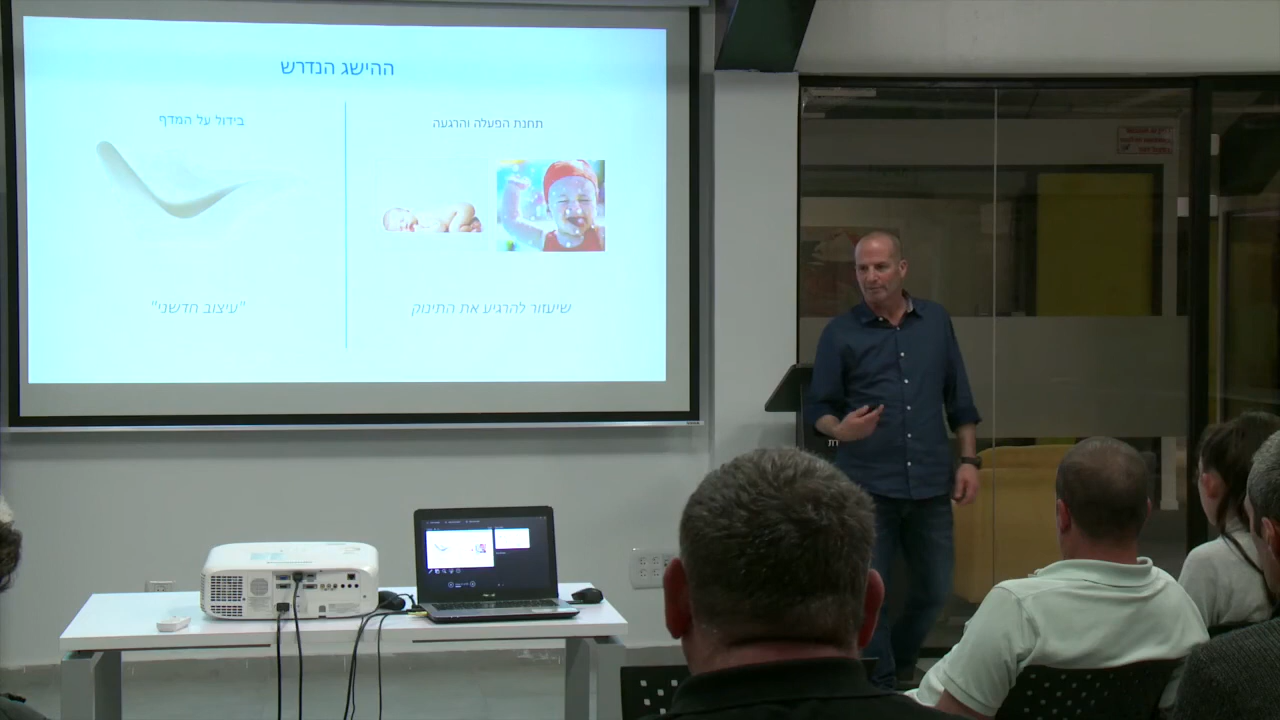 ההישג הנדרש
תחנת הפעלה והרגעה
בידול על המדף
שיעזור להרגיע את התינוק
"עיצוב חדשני"